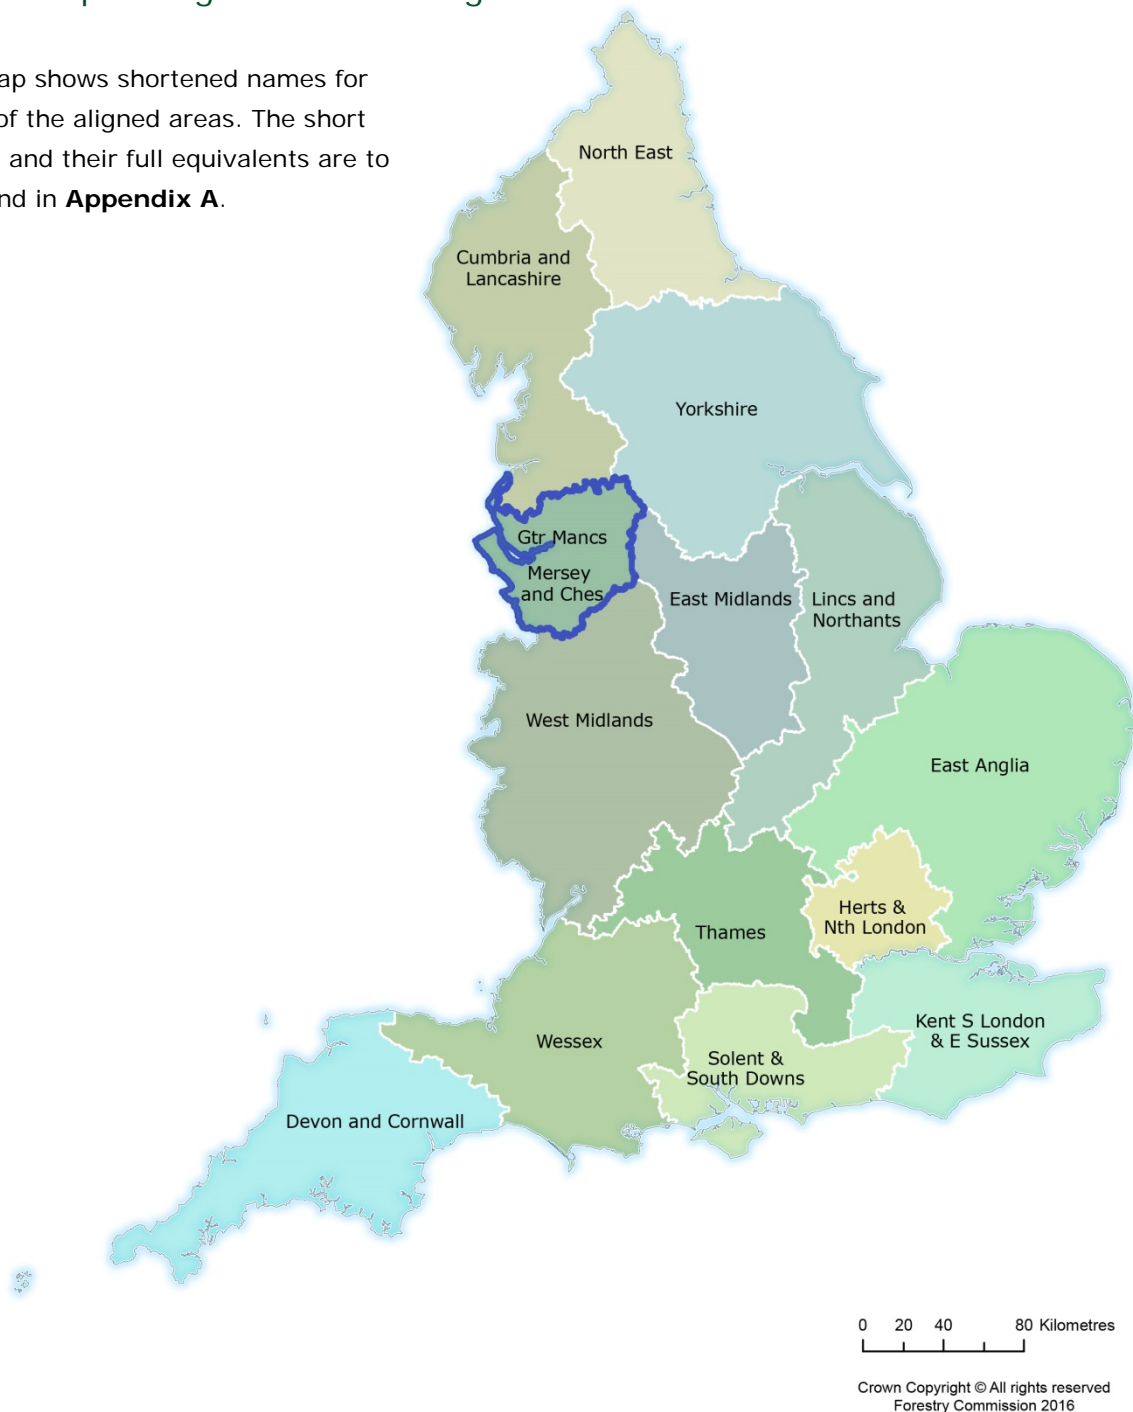 ap shows shortened names for
of the aligned areas. The short
and their full equivalents are to
nd in Appendix A.
North East
Cumbria and
Lancashire
Yorkshire
Gtr Mancs
Mersey
and Ches
East Midlands
Lincs and
Northants
West Midlands
East Anglia
Herts &
Nth London
Thames
Kent S London
& E Sussex
Wessex
Solent &
South Downs
Devon and Cornwall
0 20 40 80 Kilometres
Crown Copyright © All rights reserved
Forestry Commission 2016